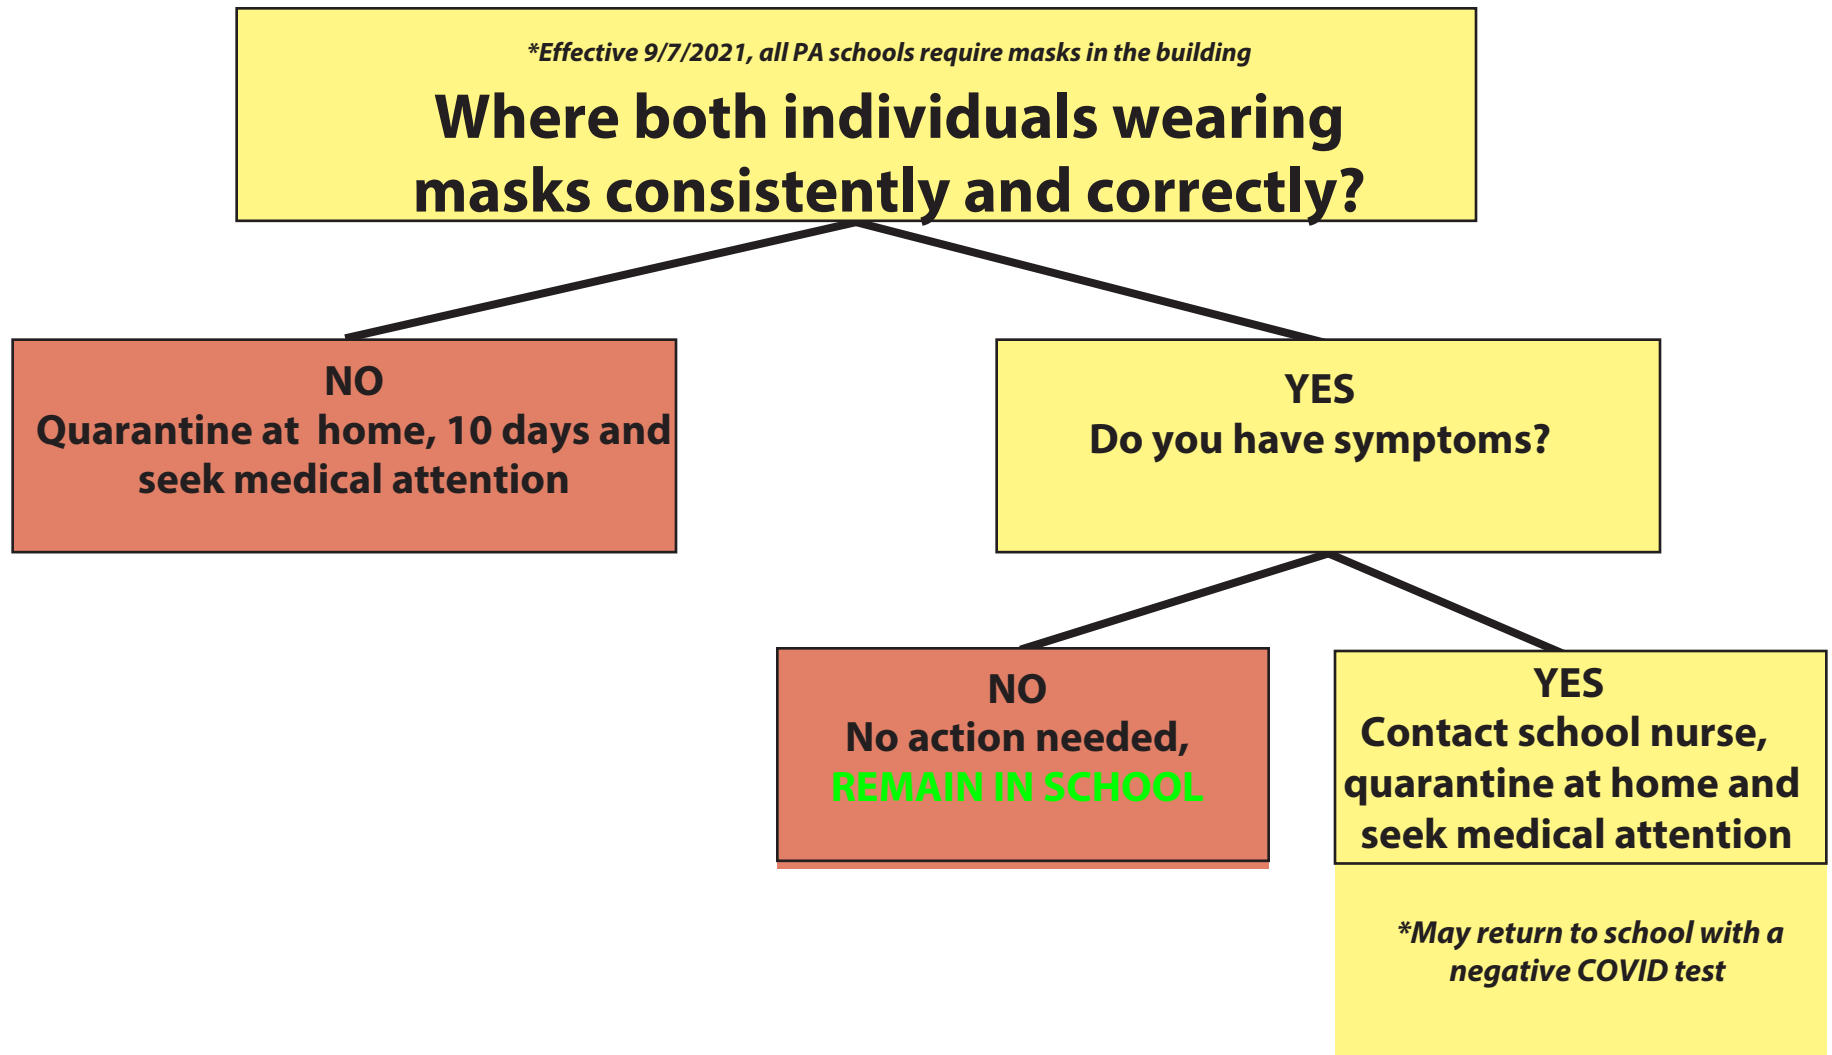 *Effective 9/7/2021, all PA schools require masks in the building
Where both individuals wearing
masks consistently and correctly?
NO
Quarantine at home, 10 days and
seek medical attention
YES
Do you have symptoms?
NO
No action needed,
REMAIN IN SCHOOL
YES
Contact school nurse,
quarantine at home and
seek medical attention
*May return to school with a
negative COVID test